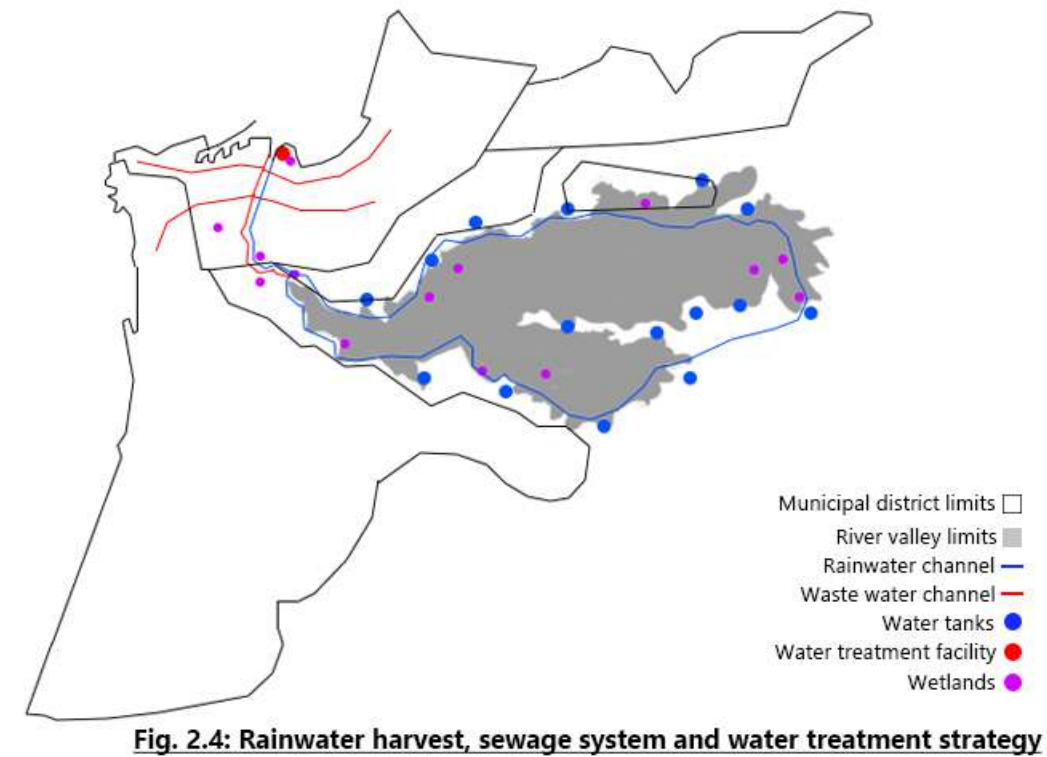 Municipal district limits
River valley limits
Rainwater channel
Waste water channel
Water tanks
Water treatment facility
Wetlands
Fig. 2.4: Rainwater harvest, sewage system and water treatment strategy